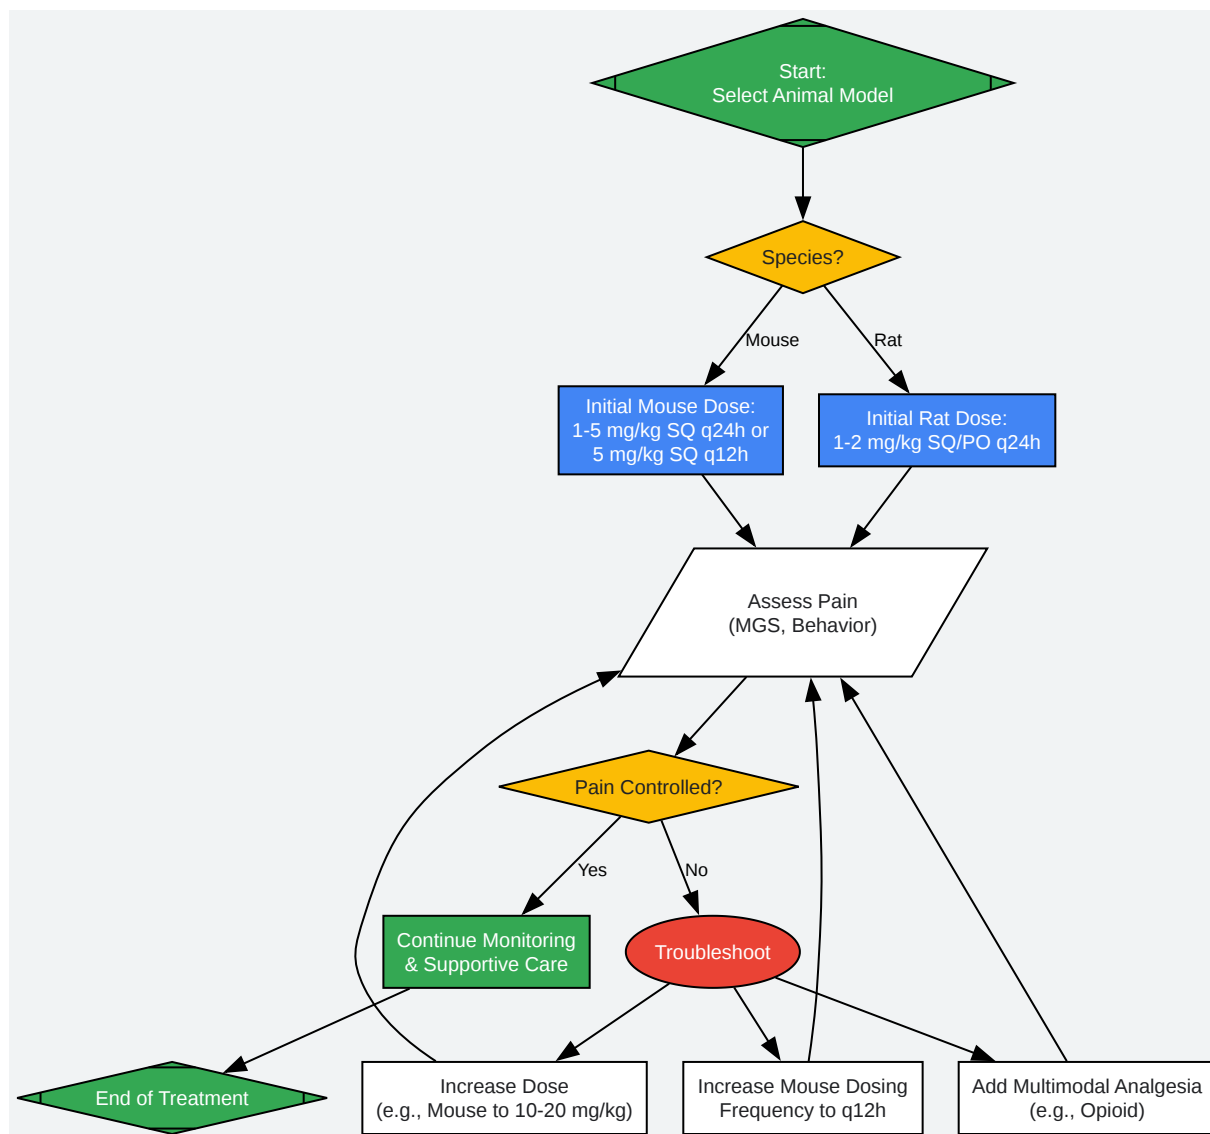 Start:
Select Animal Model
Species?
Mouse
Rat
Initial Mouse Dose:
1-5 mg/kg SQ q24h or
5 mg/kg SQ q12h
Initial Rat Dose:
1-2 mg/kg SQ/PO q24h
Assess Pain
(MGS, Behavior)
Pain Controlled?
Yes
No
Continue Monitoring
& Supportive Care
Troubleshoot
End of Treatment
Increase Dose
(e.g., Mouse to 10-20 mg/kg)
Increase Mouse Dosing
Frequency to q12h
Add Multimodal Analgesia
(e.g., Opioid)